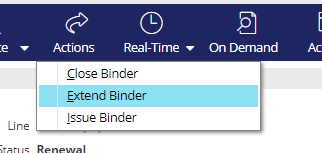 Actions Real-Time On Demand
Close Binder
Extend Binder
Issue Binder
Line
Status Renewal